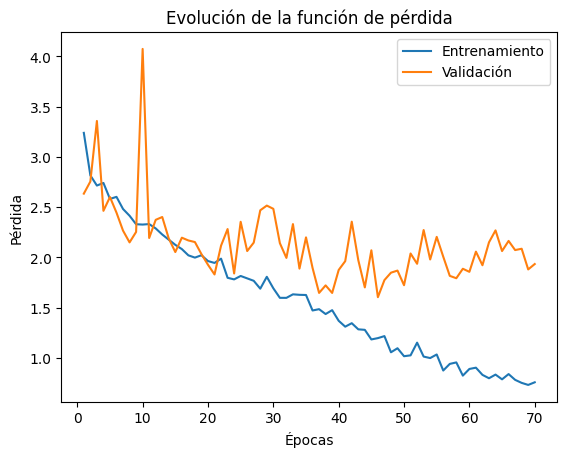 Evolución de la función de pérdida
Entrenamiento
Validación
4.0
3.5
3.0
2.5
2.0
1.5
1.0
Pérdida
0 10 20 30 40 50 60 70
Épocas